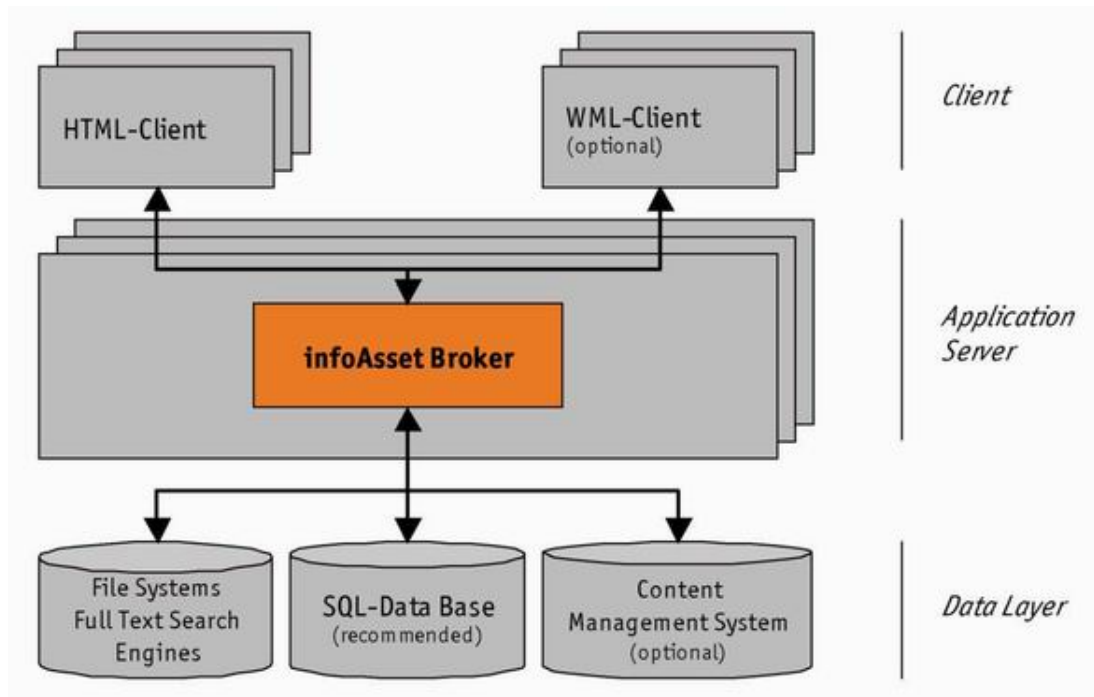 HTML-Client
WML-Client
(optional)
Client
infoAsset Broker
Application
Server
File Systems
Full Text Search
Engines
SQL-Data Base
(recommended)
Content
Management System
(optional)
Data Layer